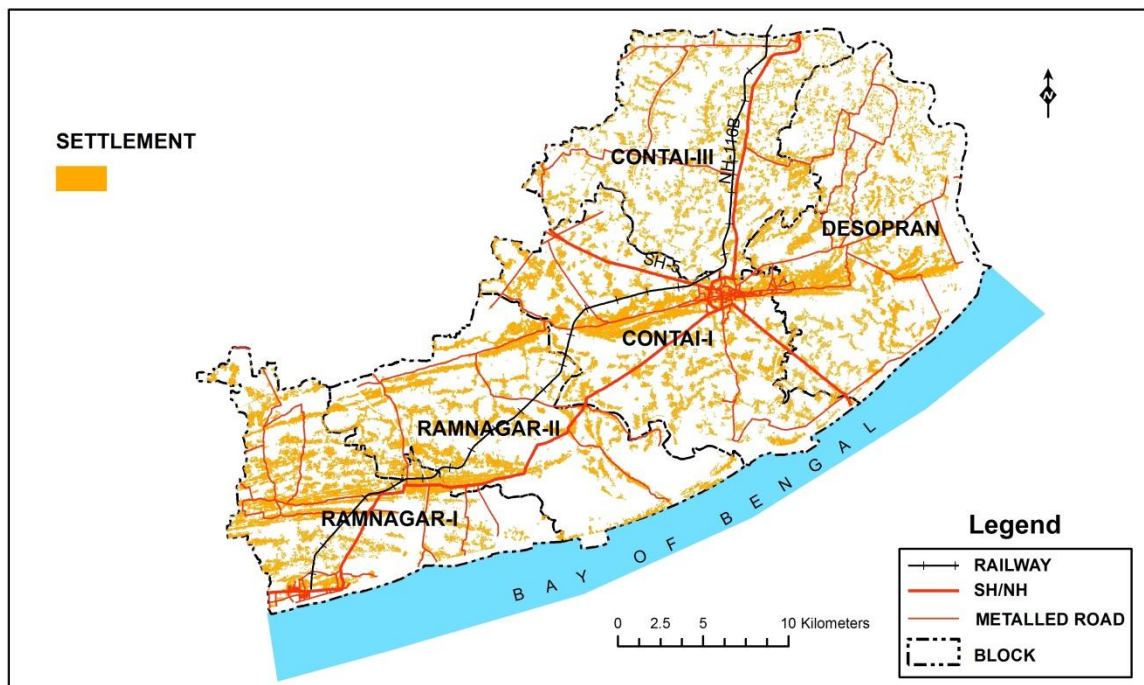 SETTLEMENT
N
NH-116B
CONTAI-III
DESOPRAN
SH-5
CONTAI-I
RAMNAGAR-II
RAMNAGAR-I
BAY OF BENGAL
0 2.5 5 10 Kilometers
Legend
RAILWAY
SH/NH
METALLED ROAD
BLOCK